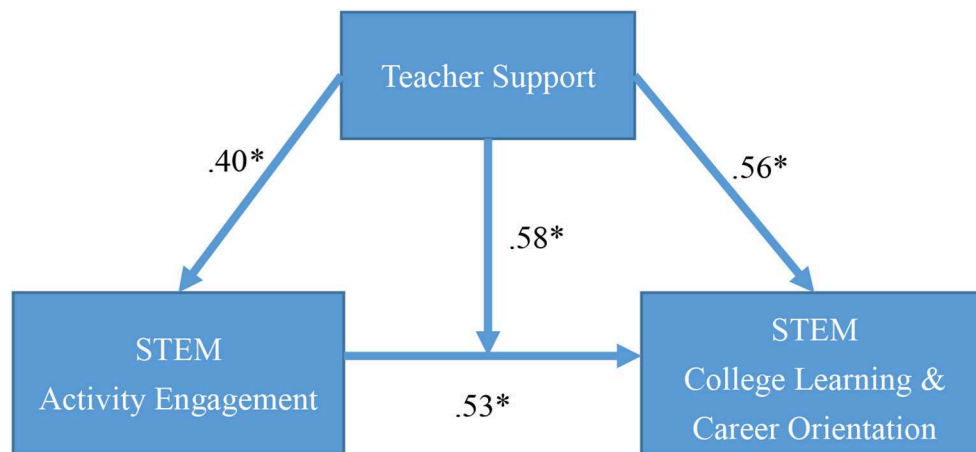 Teacher Support
.40*
.56*
.58*
STEM
Activity Engagement
.53*
STEM
College Learning &
Career Orientation